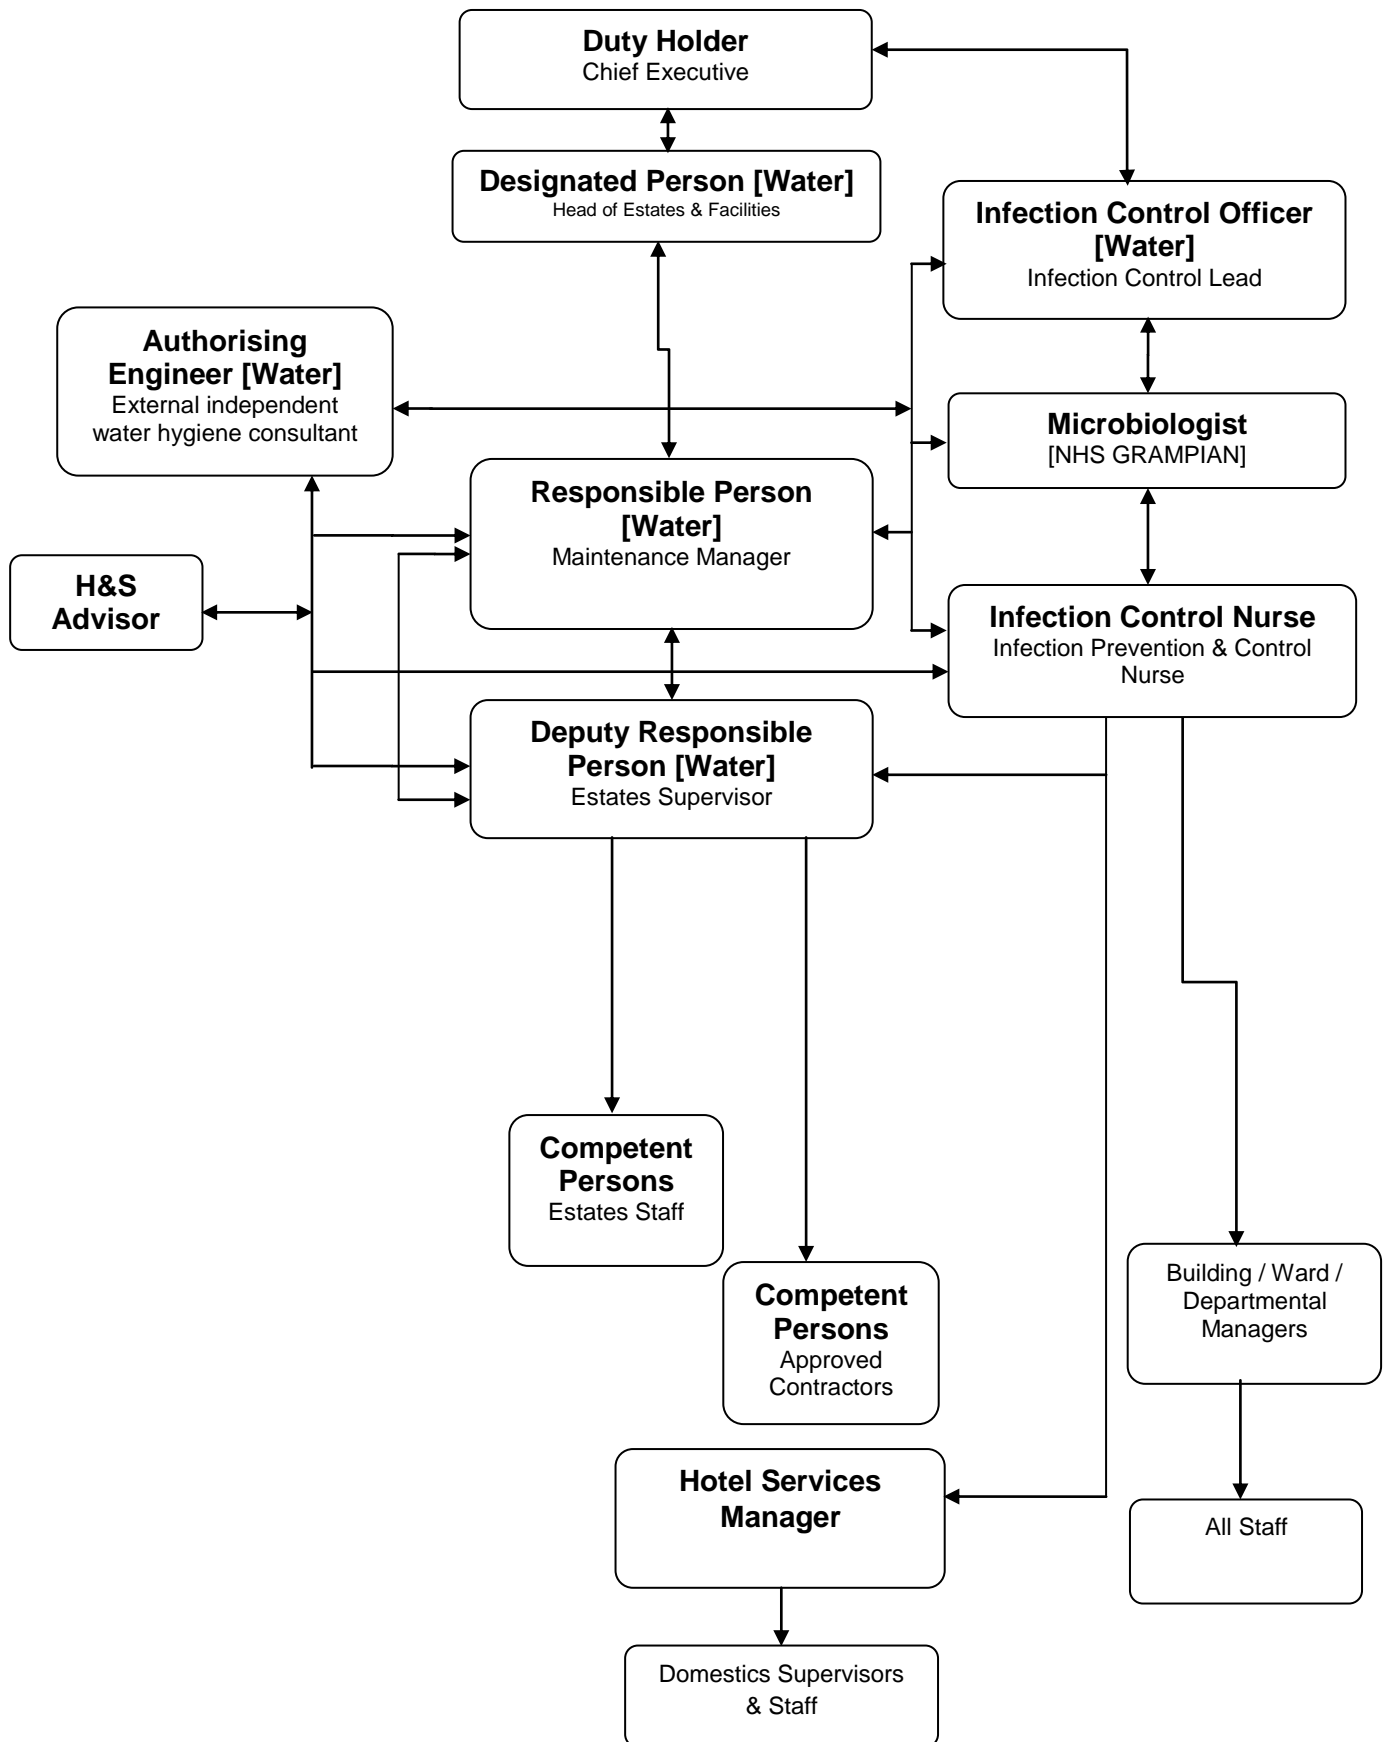 Duty Holder
Chief Executive
Designated Person [Water]
Head of Estates & Facilities
Infection Control Officer
[Water]
Infection Control Lead
Authorising
Engineer [Water]
External independent
water hygiene consultant
Microbiologist
[NHS GRAMPIAN]
Responsible Person
[Water]
Maintenance Manager
H&S
Advisor
Infection Control Nurse
Infection Prevention & Control
Nurse
Deputy Responsible
Person [Water]
Estates Supervisor
Competent
Persons
Estates Staff
Competent
Persons
Approved
Contractors
Building / Ward /
Departmental
Managers
Hotel Services
Manager
All Staff
Domestics Supervisors
& Staff